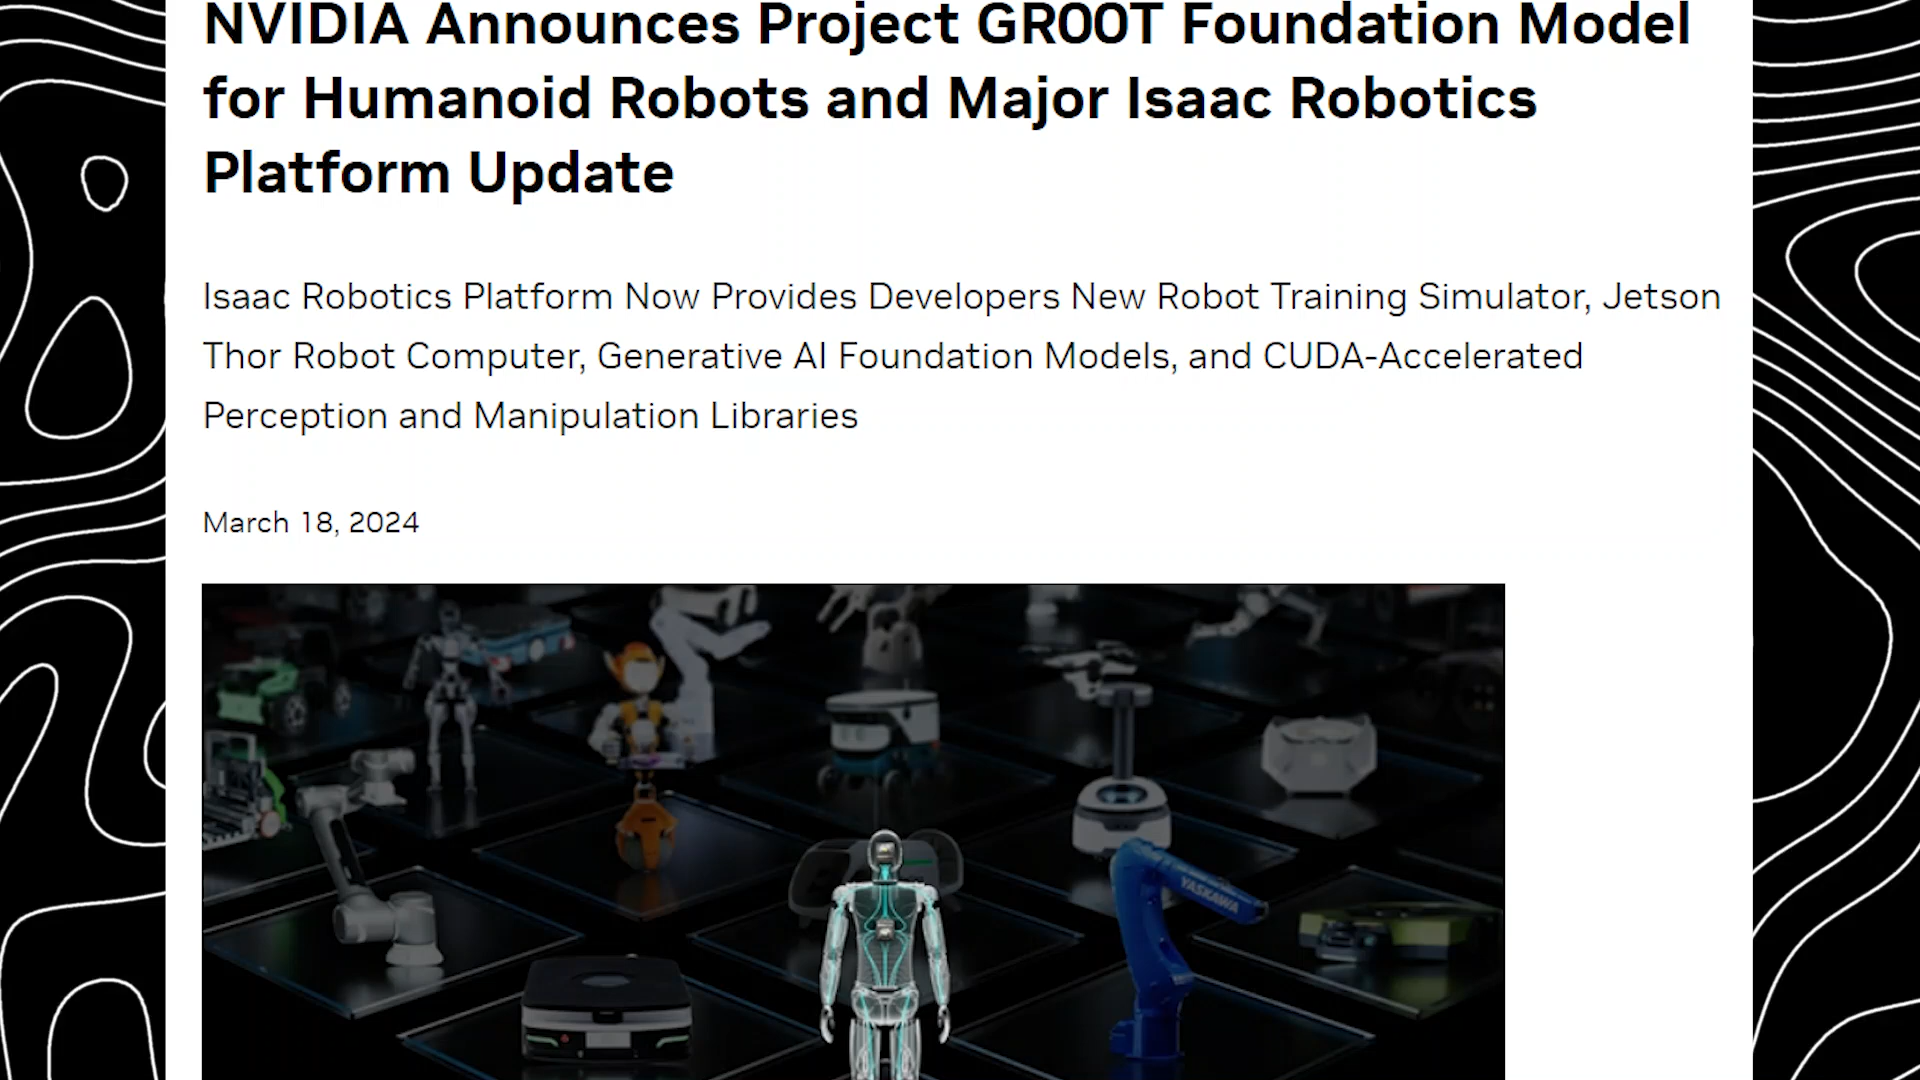 NVIDIA Announces Project GR00T Foundation Model
for Humanoid Robots and Major Isaac Robotics
Platform Update
Isaac Robotics Platform Now Provides Developers New Robot Training Simulator, Jetson
Thor Robot Computer, Generative AI Foundation Models, and CUDA-Accelerated
Perception and Manipulation Libraries
March 18, 2024
YASKAWA